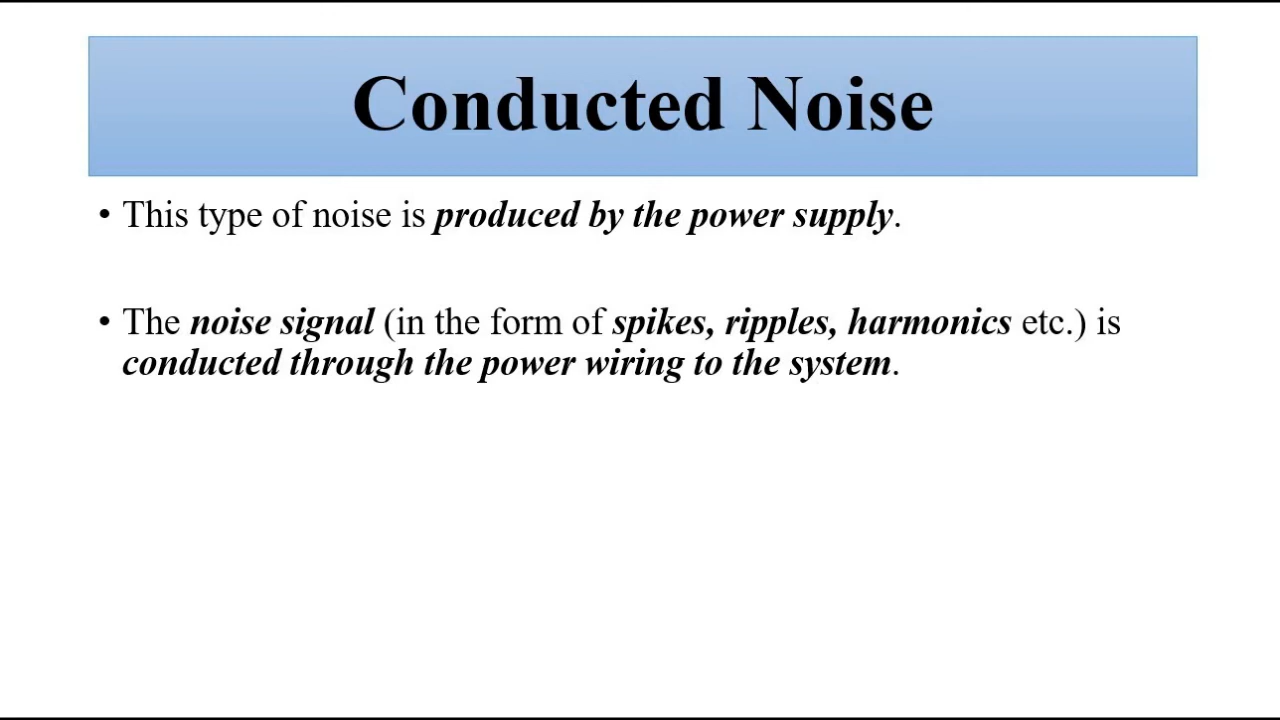 Conducted Noise
• This type of noise is produced by the power supply.
• The noise signal (in the form of spikes, ripples, harmonics etc.) is
conducted through the power wiring to the system.